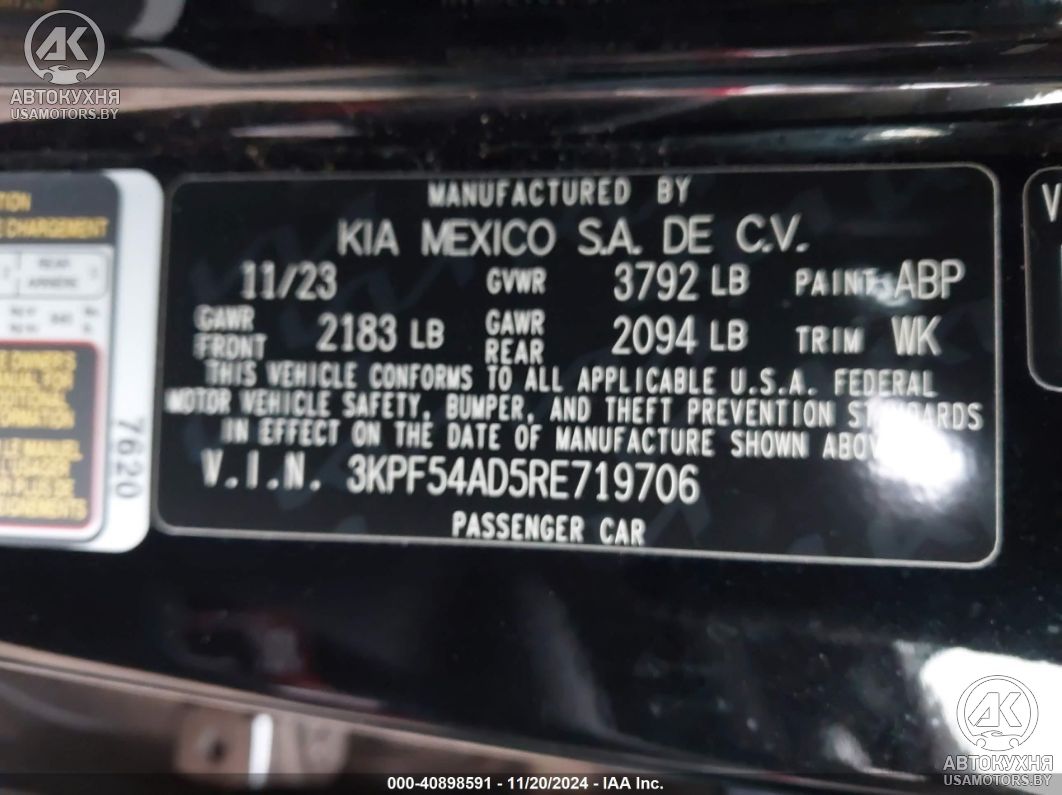 AK
АВТОКУХНЯ
USAMOTORS.BY
CHARGEMENT
7620
MANUFACTURED BY
KIA MEXICO S.A. DE C.V.
11/23 GVWR 3792 LB PAINT: ABP
GAWR FRONT 2183 LB GAWR REAR 2094 LB TRIM WK
THIS VEHICLE CONFORMS TO ALL APPLICABLE U.S.A. FEDERAL
MOTOR VEHICLE SAFETY, BUMPER, AND THEFT PREVENTION STANDARDS
IN EFFECT ON THE DATE OF MANUFACTURE SHOWN ABOVE
V.I.N. 3KPF54AD5RE719706
PASSENGER CAR
AK
АВТОКУХНЯ
USAMOTORS.BY
000-40898591 - 11/20/2024 - IAA Inc.